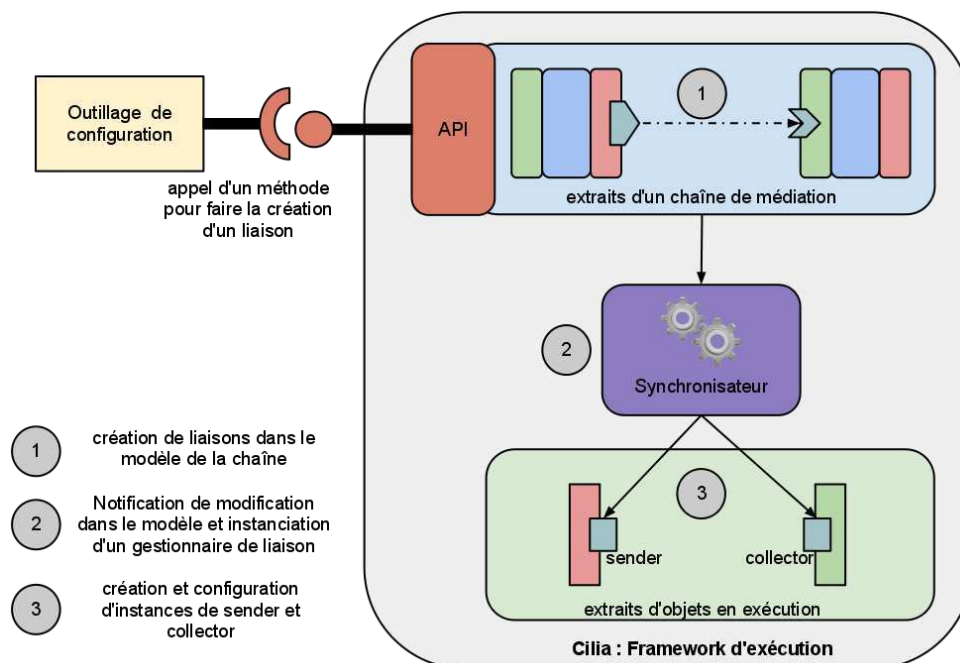 Outillage de
configuration
appel d'un méthode
pour faire la création
d'un liaison
API
1
extraits d'un chaîne de médiation
2
Synchronisateur
3
sender
collector
extraits d'objets en exécution
Cilia : Framework d'exécution
1
création de liaisons dans le
modèle de la chaîne
2
Notification de modification
dans le modèle et instanciation
d'un gestionnaire de liaison
3
création et configuration
d'instances de sender et
collector